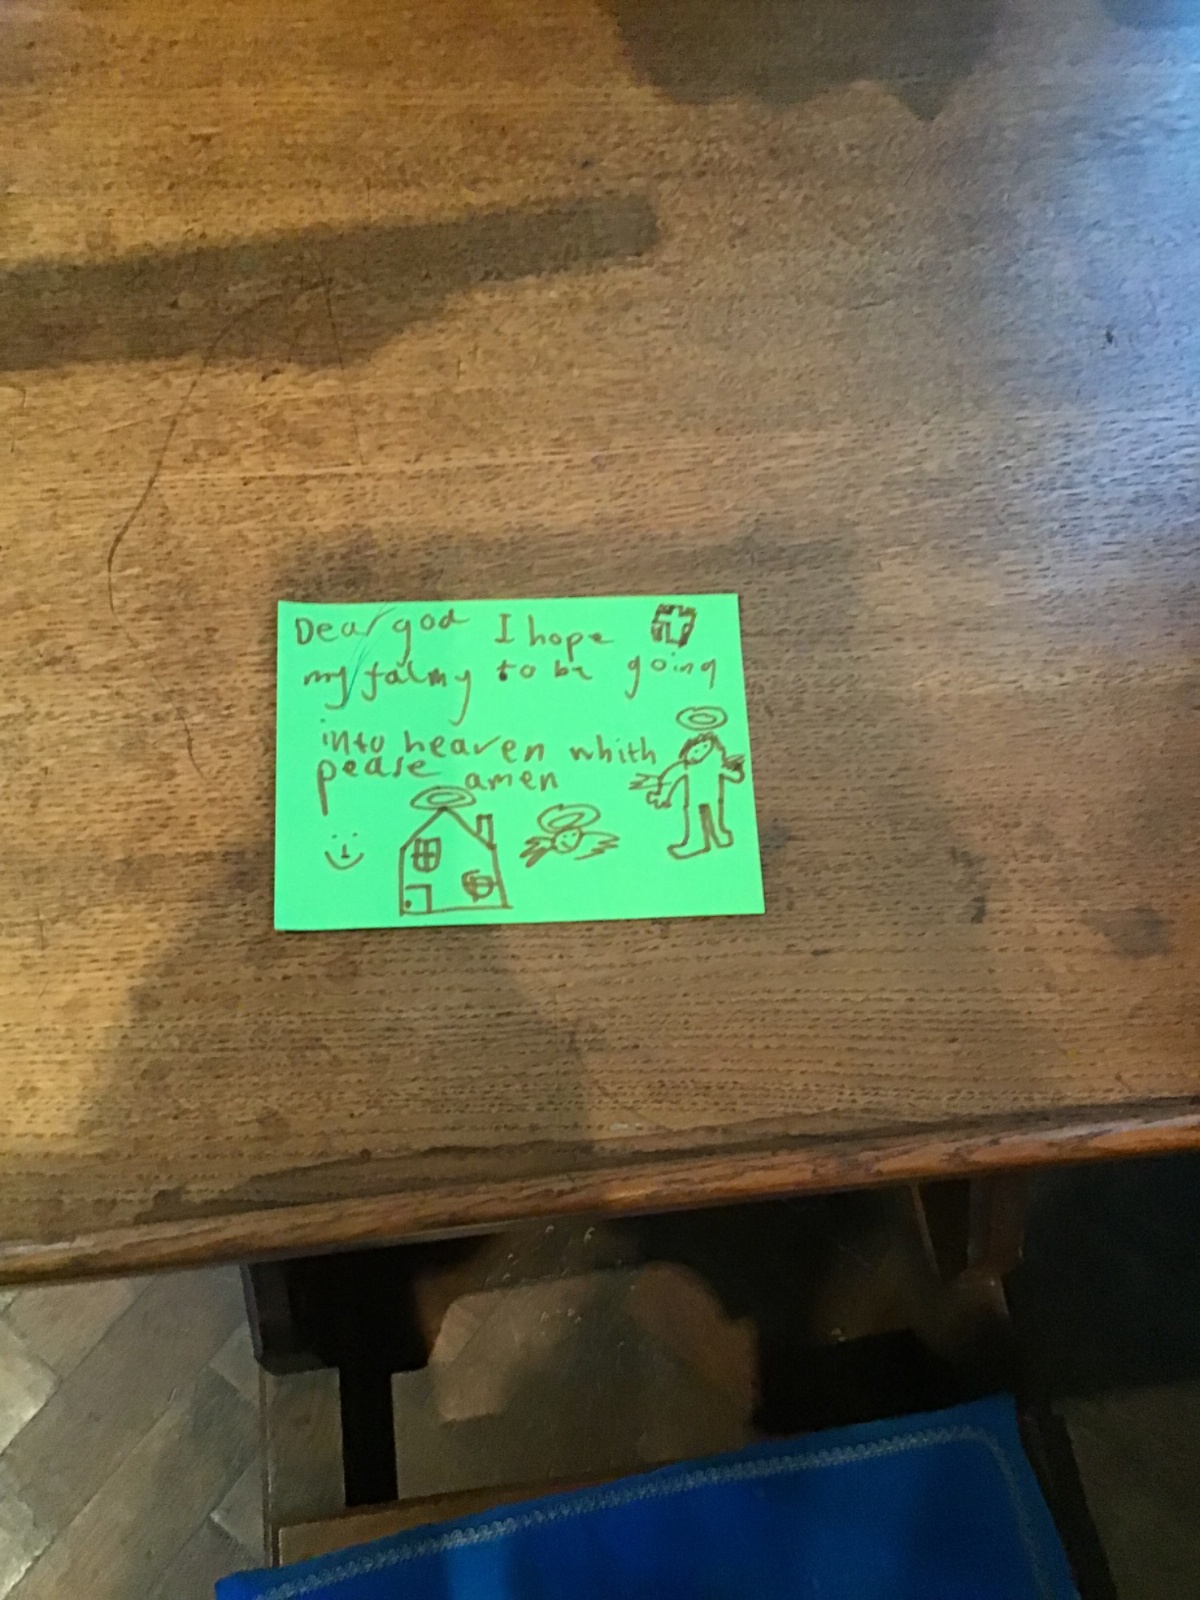 Dear god I hope
my falmy to be going
into heaven whith
pease amen